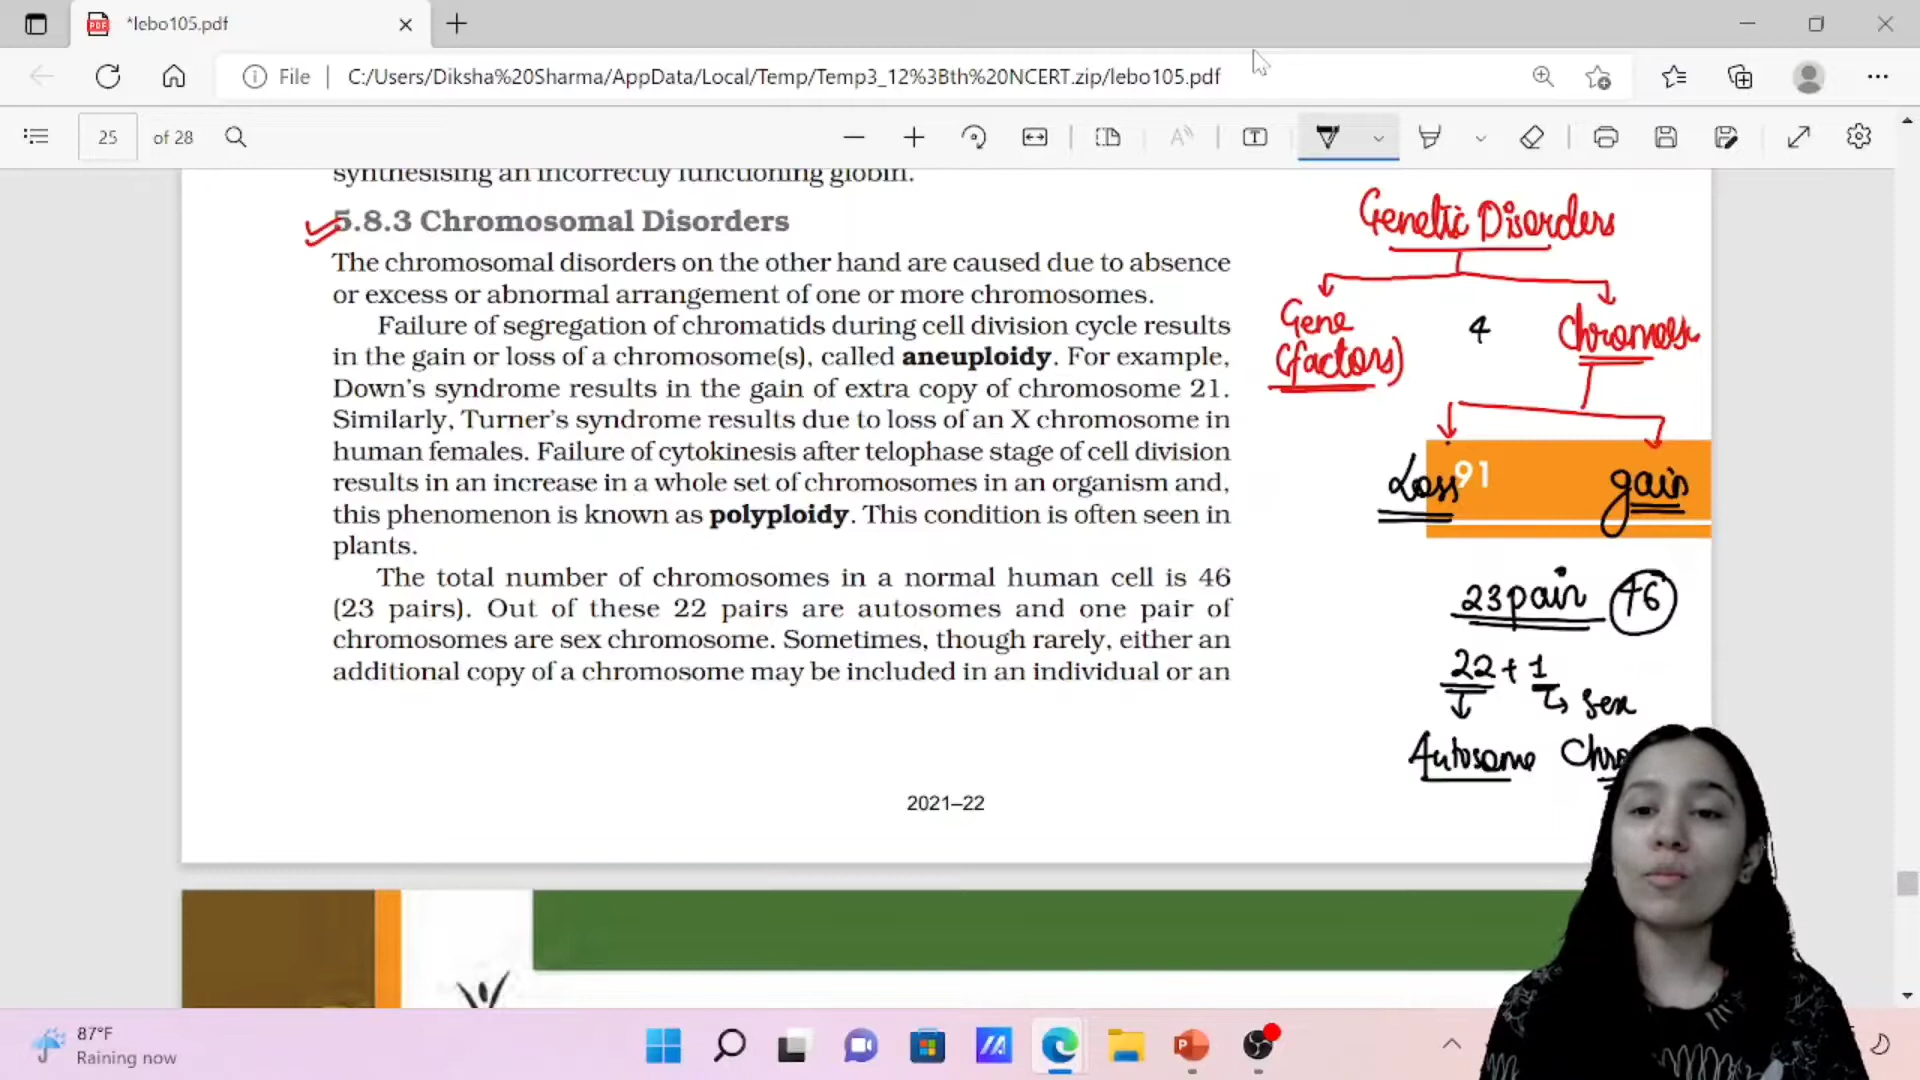 *lebo105.pdf
File
C:/Users/Diksha%20Sharma/AppData/Local/Temp/Temp3_12%3Bth%20NCERT.zip/lebo105.pdf
25 of 28
synthesising an incorrectly functioning globin.
5.8.3 Chromosomal Disorders
The chromosomal disorders on the other hand are caused due to absence
or excess or abnormal arrangement of one or more chromosomes.
Failure of segregation of chromatids during cell division cycle results
in the gain or loss of a chromosome(s), called aneuploidy. For example,
Down's syndrome results in the gain of extra copy of chromosome 21.
Similarly, Turner's syndrome results due to loss of an X chromosome in
human females. Failure of cytokinesis after telophase stage of cell division
results in an increase in a whole set of chromosomes in an organism and,
this phenomenon is known as polyploidy. This condition is often seen in
plants.
The total number of chromosomes in a normal human cell is 46
(23 pairs). Out of these 22 pairs are autosomes and one pair of
chromosomes are sex chromosome. Sometimes, though rarely, either an
additional copy of a chromosome may be included in an individual or an
2021–22
Genetic Disorders
Gene
(factors)
4
Loss
91
gain
23 pair 46
22 + 1
Sex
Autosome
87°F
Raining now